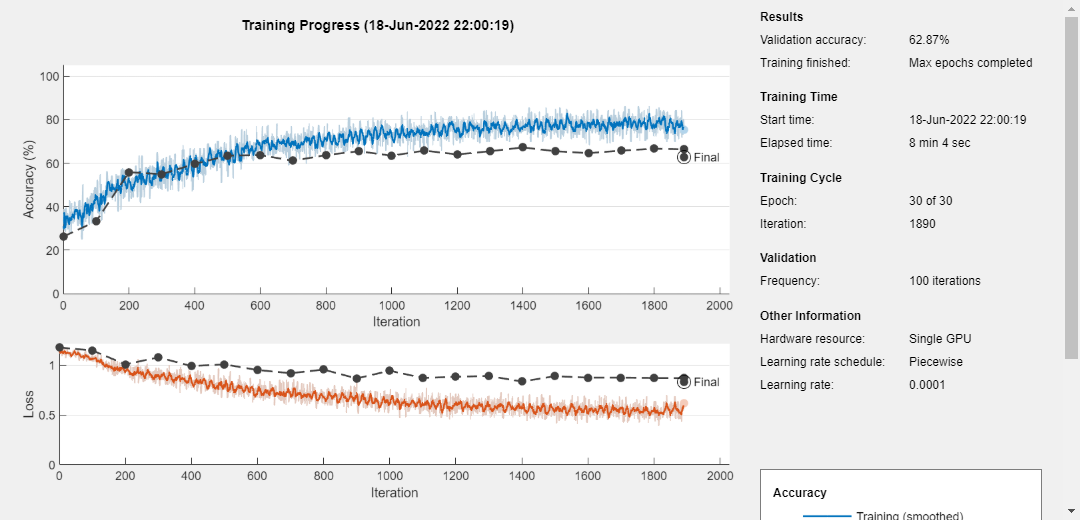 Training Progress (18-Jun-2022 22:00:19)
100
80
60
40
20
0
Accuracy (%)
Final
0 200 400 600 800 1000 1200 1400 1600 1800 2000
Iteration
1
0.5
0
Loss
Final
0 200 400 600 800 1000 1200 1400 1600 1800 2000
Iteration
Results
Validation accuracy: 62.87%
Training finished: Max epochs completed
Training Time
Start time: 18-Jun-2022 22:00:19
Elapsed time: 8 min 4 sec
Training Cycle
Epoch: 30 of 30
Iteration: 1890
Validation
Frequency: 100 iterations
Other Information
Hardware resource: Single GPU
Learning rate schedule: Piecewise
Learning rate: 0.0001
Accuracy
Training (smoothed)